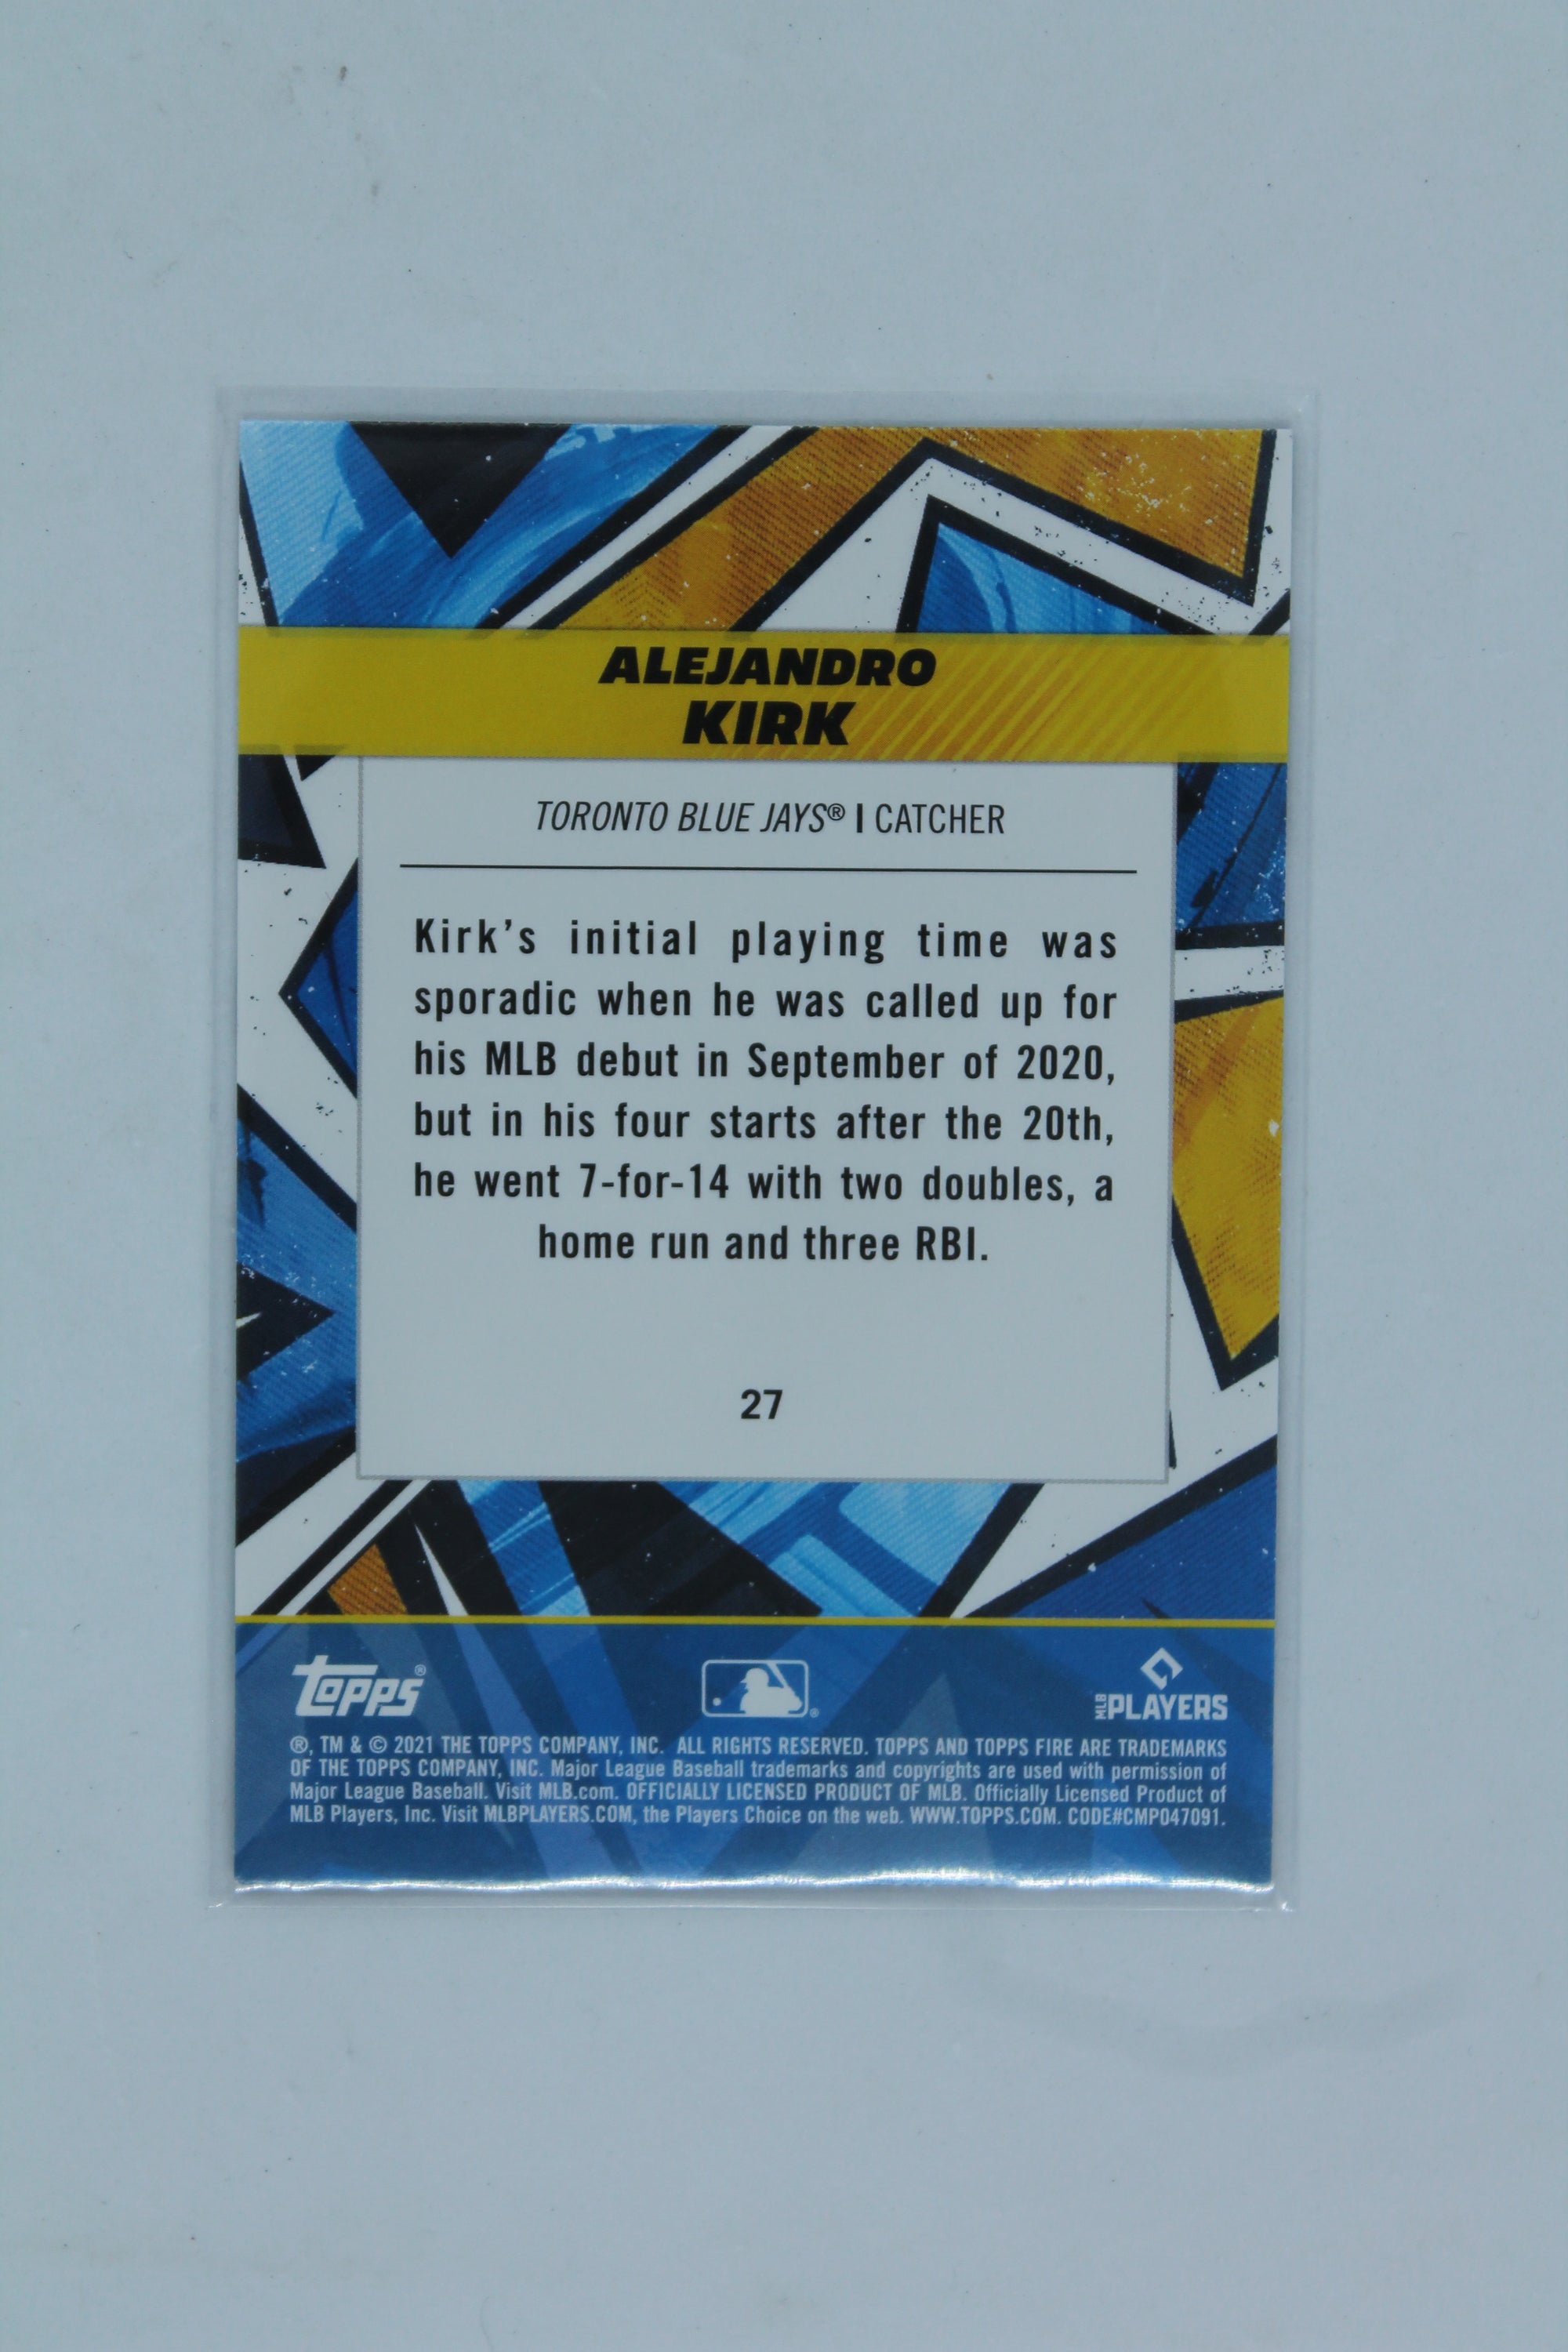 ALEJANDRO
KIRK
TORONTO BLUE JAYS® | CATCHER
Kirk's initial playing time was
sporadic when he was called up for
his MLB debut in September of 2020,
but in his four starts after the 20th,
he went 7-for-14 with two doubles, a
home run and three RBI.
27
TOPPS®
®
MLB PLAYERS
®, TM & © 2021 THE TOPPS COMPANY, INC. ALL RIGHTS RESERVED. TOPPS AND TOPPS FIRE ARE TRADEMARKS
OF THE TOPPS COMPANY, INC. Major League Baseball trademarks and copyrights are used with permission of
Major League Baseball. Visit MLB.com. OFFICIALLY LICENSED PRODUCT OF MLB. Officially Licensed Product of
MLB Players, Inc. Visit MLBPLAYERS.COM, the Players Choice on the web. WWW.TOPPS.COM. CODE#CMP047091.